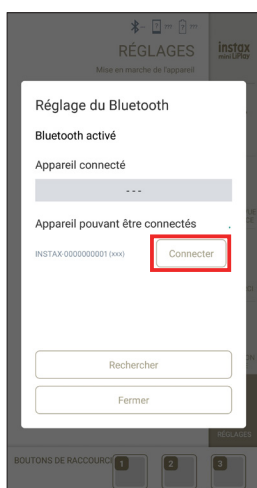 RÉGLAGES
Mise en marche de l'appareil
instax
mini LiPlay
Réglage du Bluetooth
Bluetooth activé
Appareil connecté
---
Appareil pouvant être connectés
INSTAX-0000000001 (xxx)
Connecter
Rechercher
Fermer
RÉGLAGES
BOUTONS DE RACCOURCI
1
2
3